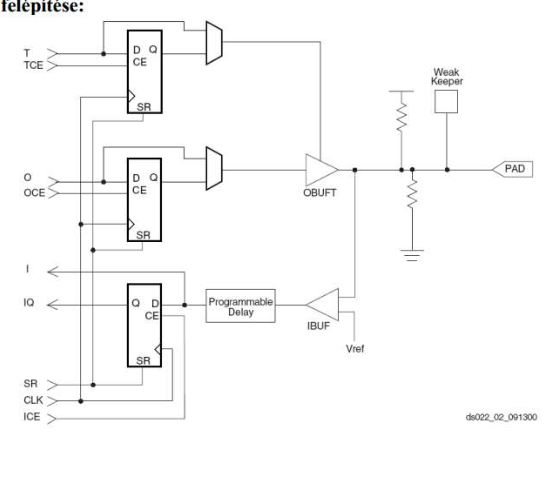 felépítése:
T
TCE
D Q
CE
SR
Weak
Keeper
O
OCE
D Q
CE
SR
OBUFT
PAD
I
IQ
Q D
CE
SR
Programmable
Delay
IBUF
Vref
SR
CLK
ICE
ds022_02_091300